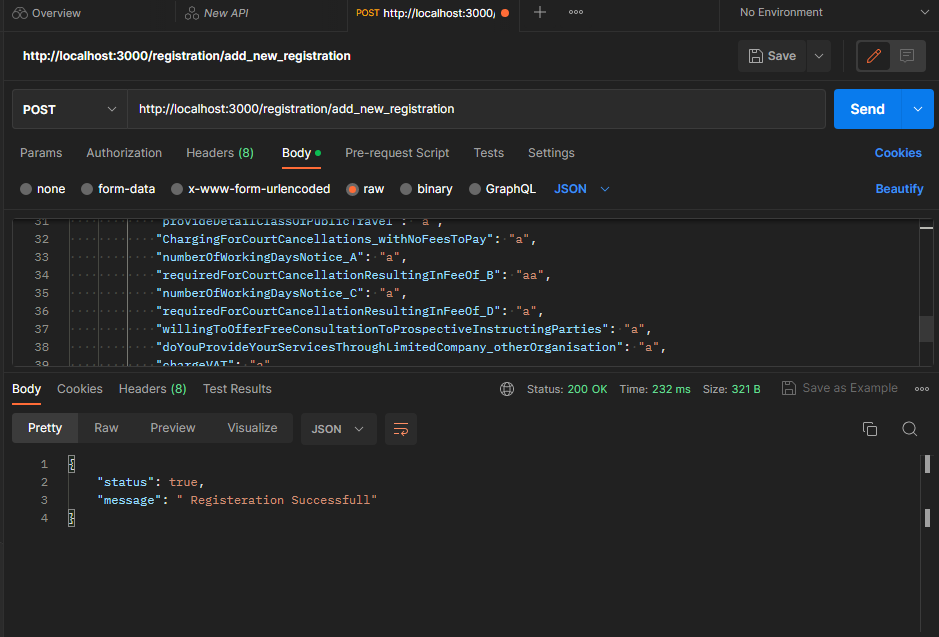 Overview
New API
POST http://localhost:3000/
No Environment
http://localhost:3000/registration/add_new_registration
Save
POST
http://localhost:3000/registration/add_new_registration
Send
Params Authorization Headers (8) Body Pre-request Script Tests Settings Cookies
none form-data x-www-form-urlencoded raw binary GraphQL JSON Beautify
31 "provideDetailClassOfPublicTravel": "a",
32 "ChargingForCourtCancellations_withNoFeesToPay": "a",
33 "numberOfWorkingDaysNotice_A": "a",
34 "requiredForCourtCancellationResultingInFeeOf_B": "aa",
35 "numberOfWorkingDaysNotice_C": "a",
36 "requiredForCourtCancellationResultingInFeeOf_D": "a",
37 "willingToOfferFreeConsultationToProspectiveInstructingParties": "a",
38 "doYouProvideYourServicesThroughLimitedCompany_otherOrganisation": "a",
39 "chargeVAT": "a"
Body Cookies Headers (8) Test Results Status: 200 OK Time: 232 ms Size: 321 B Save as Example
Pretty Raw Preview Visualize JSON
1 {
2 "status": true,
3 "message": " Registeration Successfull"
4 }